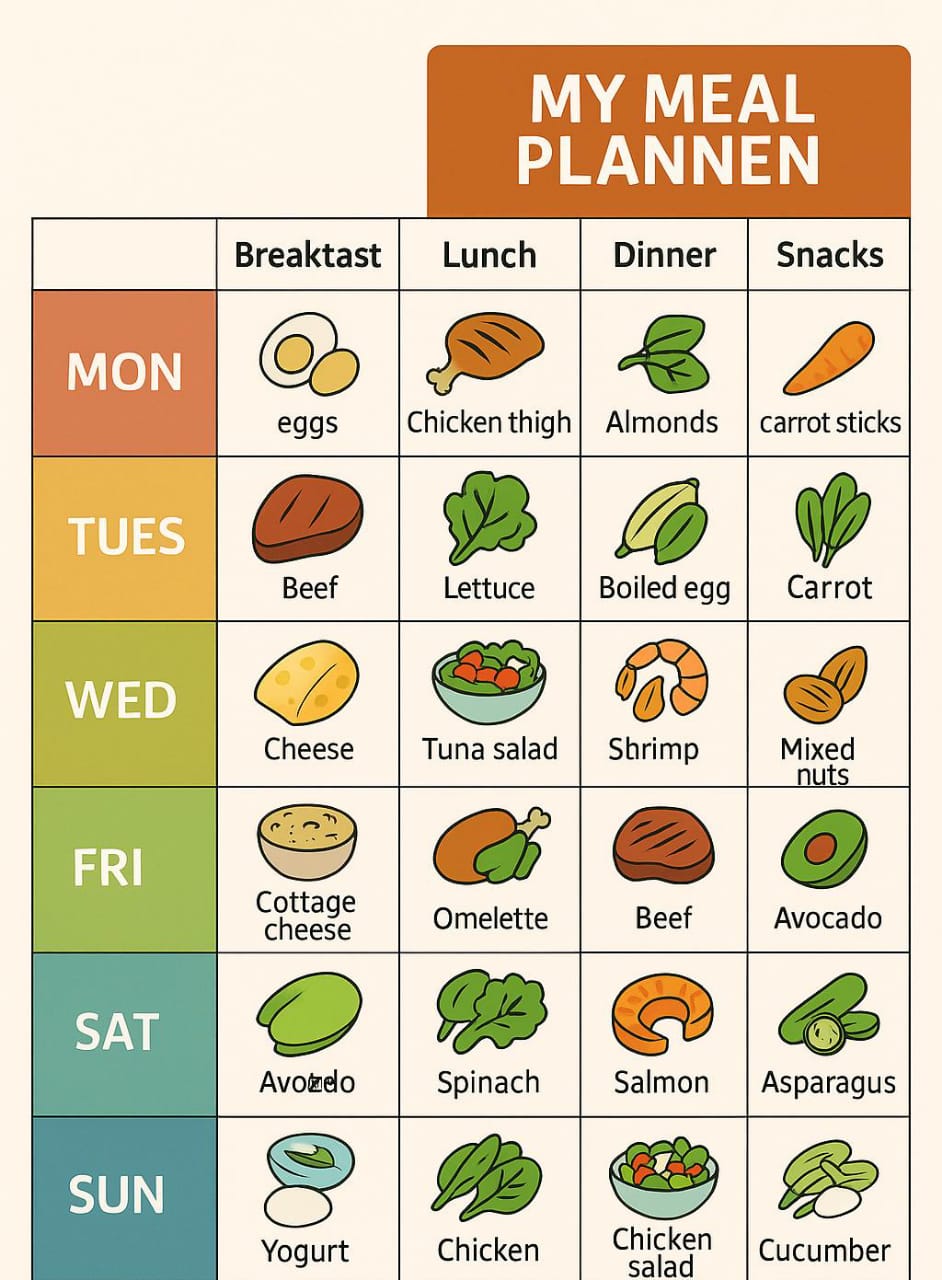 MY MEAL
PLANNEN
Breaktast Lunch Dinner Snacks
MON
eggs Chicken thigh Almonds carrot sticks
TUES
Beef Lettuce Boiled egg Carrot
WED
Cheese Tuna salad Shrimp Mixed
nuts
FRI
Cottage
cheese Omelette Beef Avocado
SAT
Spinach Salmon Asparagus
SUN
Yogurt Chicken Chicken
salad Cucumber